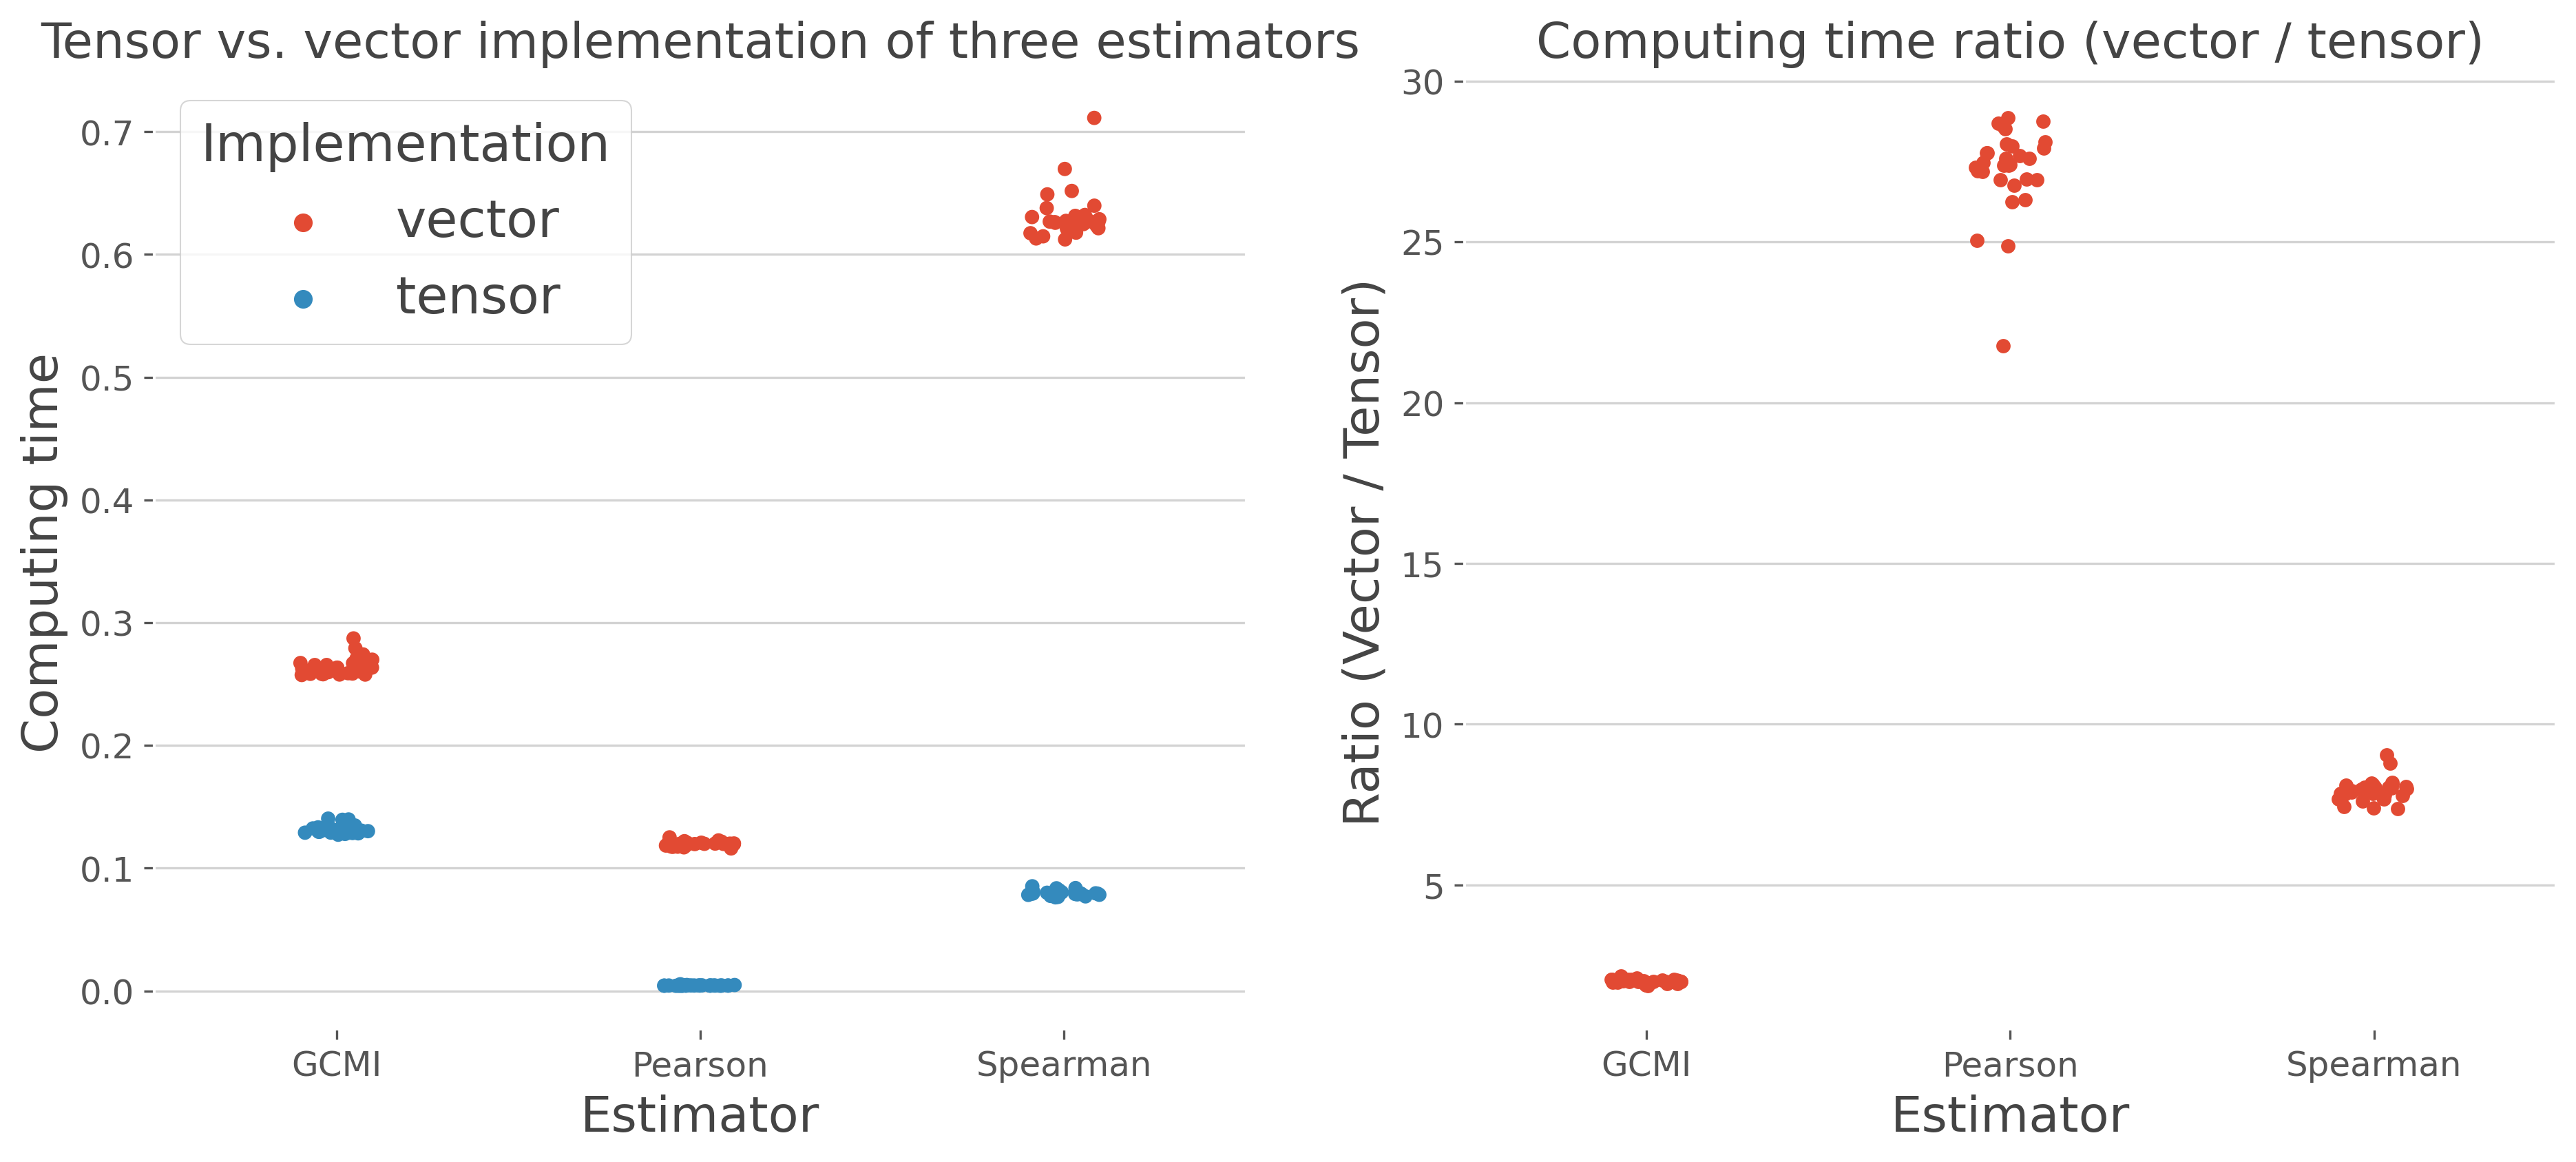 Tensor vs. vector implementation of three estimators
Implementation
vector
tensor
Computing time
0.7
0.6
0.5
0.4
0.3
0.2
0.1
0.0
GCMI
Pearson
Spearman
Estimator
Computing time ratio (vector / tensor)
Ratio (Vector / Tensor)
30
25
20
15
10
5
GCMI
Pearson
Spearman
Estimator